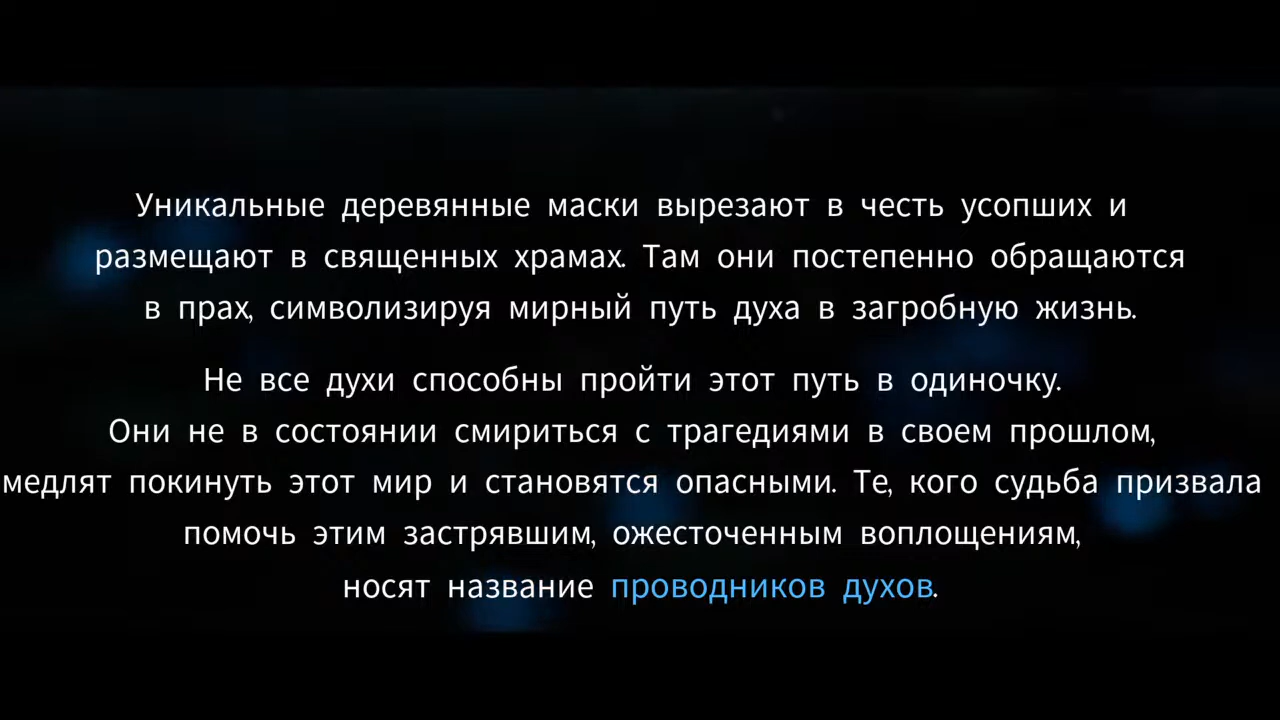 Уникальные деревянные маски вырезают в честь усопших и
размещают в священных храмах. Там они постепенно обращаются
в прах, символизируя мирный путь духа в загробную жизнь.
Не все духи способны пройти этот путь в одиночку.
Они не в состоянии смириться с трагедиями в своем прошлом,
медлят покинуть этот мир и становятся опасными. Те, кого судьба призвала
помочь этим застрявшим, ожесточенным воплощениям,
носят название проводников духов.